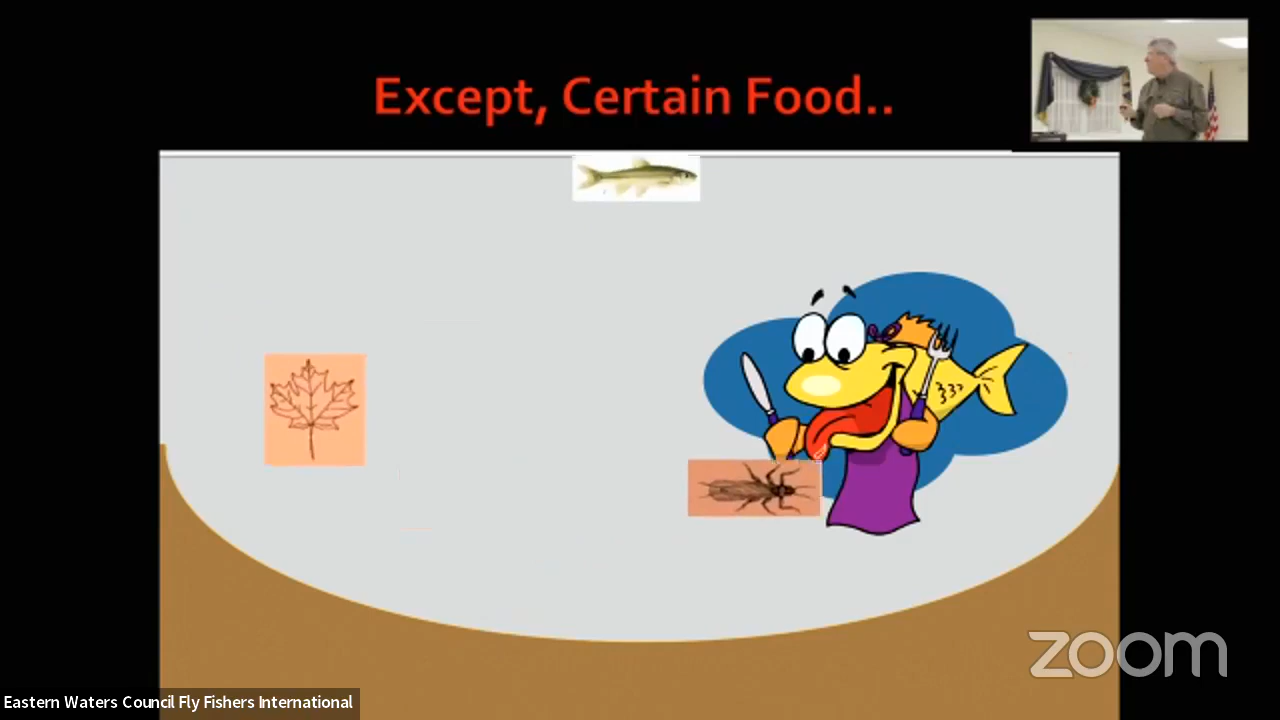 Except, Certain Food..
zoom
Eastern Waters Council Fly Fishers International